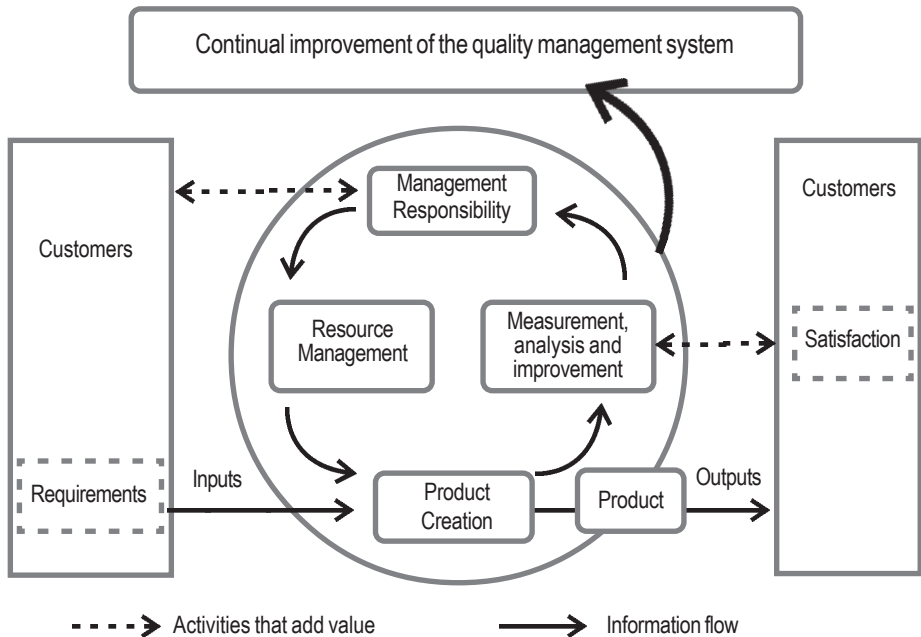 Continual improvement of the quality management system
Customers
Requirements
Inputs
Management
Responsibility
Resource
Management
Measurement,
analysis and
improvement
Product
Creation
Product
Outputs
Customers
Satisfaction
Activities that add value
Information flow